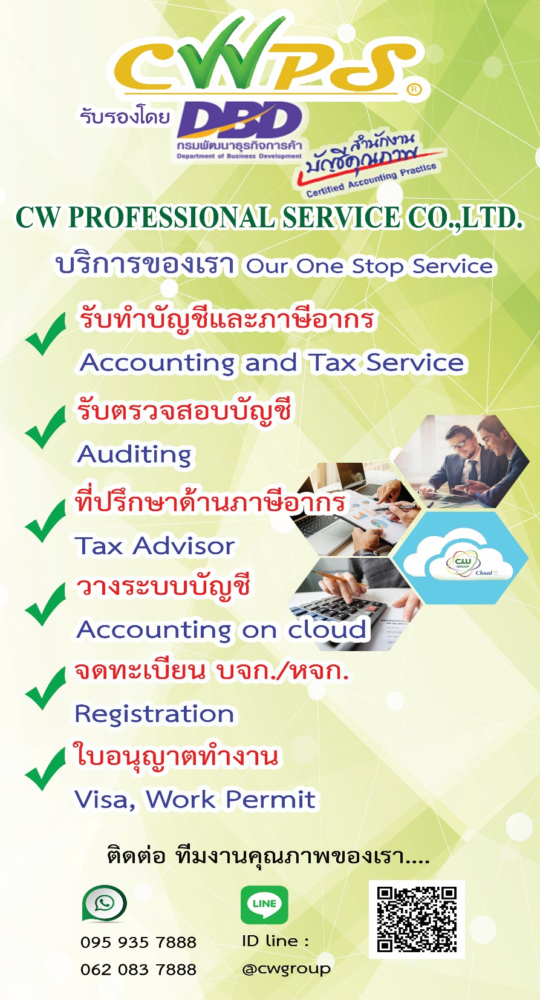 CWPS ®
รับรองโดย
DBD
กรมพัฒนาธุรกิจการค้า
Department of Business Development
สำนักงาน
บัญชีคุณภาพ
Certified Accounting Practice
CW PROFESSIONAL SERVICE CO.,LTD.
บริการของเรา Our One Stop Service
รับทำบัญชีและภาษีอากร
Accounting and Tax Service
รับตรวจสอบบัญชี
Auditing
ที่ปรึกษาด้านภาษีอากร
Tax Advisor
CW
GROUP
Cloud
วางระบบบัญชี
Accounting on cloud
จดทะเบียน บจก./หจก.
Registration
ใบอนุญาตทำงาน
Visa, Work Permit
ติดต่อ ทีมงานคุณภาพของเรา....
LINE
095 935 7888
ID line :
062 083 7888
@cwgroup